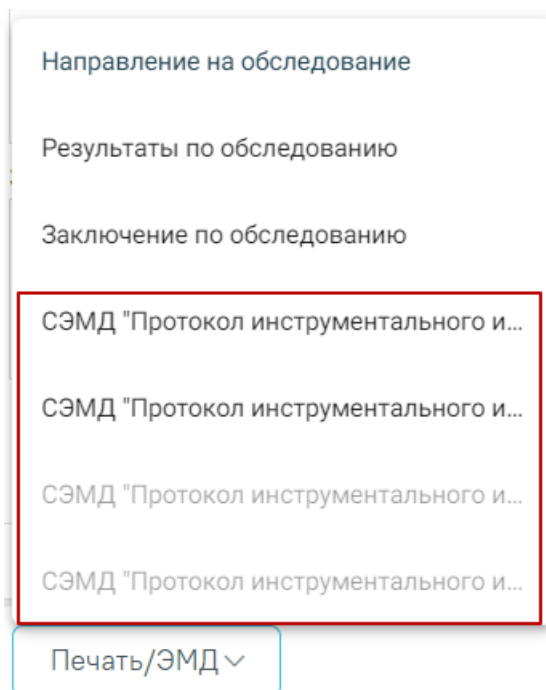 Направление на обследование
Результаты по обследованию
Заключение по обследованию
СЭМД "Протокол инструментального и...
СЭМД "Протокол инструментального и...
СЭМД "Протокол инструментального и...
СЭМД "Протокол инструментального и...
Печать/ЭМД